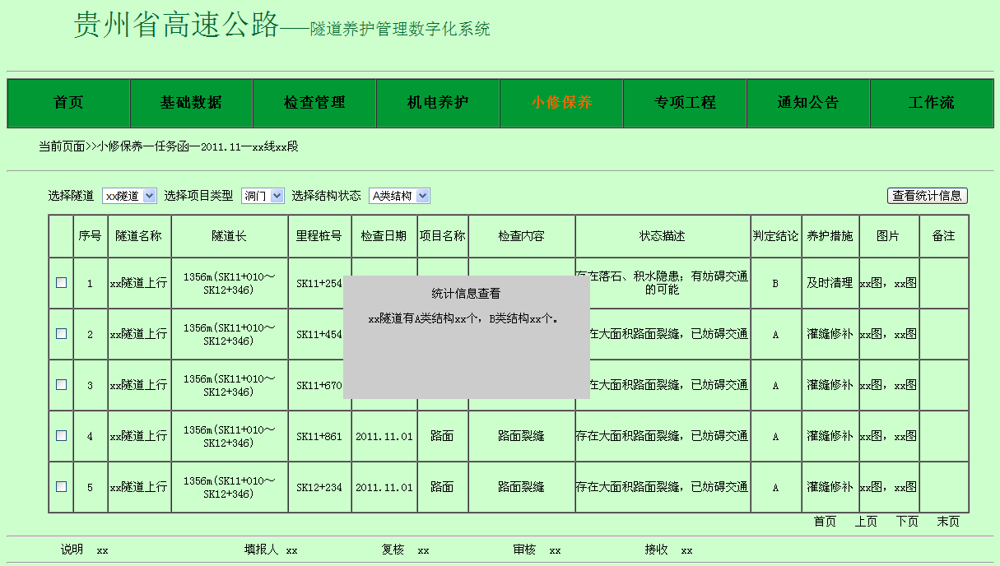 贵州省高速公路——隧道养护管理数字化系统
首页 基础数据 检查管理 机电养护 小修保养 专项工程 通知公告 工作流
当前页面>>小修保养—任务函—2011.11—xx线xx段
选择隧道 xx隧道 选择项目类型 洞门 选择结构状态 A类结构 查看统计信息
序号 隧道名称 隧道长 里程桩号 检查日期 项目名称 检查内容 状态描述 判定结论 养护措施 图片 备注
1 xx隧道上行 1356m(SK11+010～SK12+346) SK11+254 存在落石、积水隐患；有妨碍交通的可能 B 及时清理 xx图，xx图
统计信息查看
xx隧道有A类结构xx个，B类结构xx个。
2 xx隧道上行 1356m(SK11+010～SK12+346) SK11+454 在大面积路面裂缝，已妨碍交通 A 灌缝修补 xx图，xx图
3 xx隧道上行 1356m(SK11+010～SK12+346) SK11+670 在大面积路面裂缝，已妨碍交通 A 灌缝修补 xx图，xx图
4 xx隧道上行 1356m(SK11+010～SK12+346) SK11+861 2011.11.01 路面 路面裂缝 存在大面积路面裂缝，已妨碍交通 A 灌缝修补 xx图，xx图
5 xx隧道上行 1356m(SK11+010～SK12+346) SK12+234 2011.11.01 路面 路面裂缝 存在大面积路面裂缝，已妨碍交通 A 灌缝修补 xx图，xx图
首页 上页 下页 末页
说明 xx 填报人 xx 复核 xx 审核 xx 接收 xx